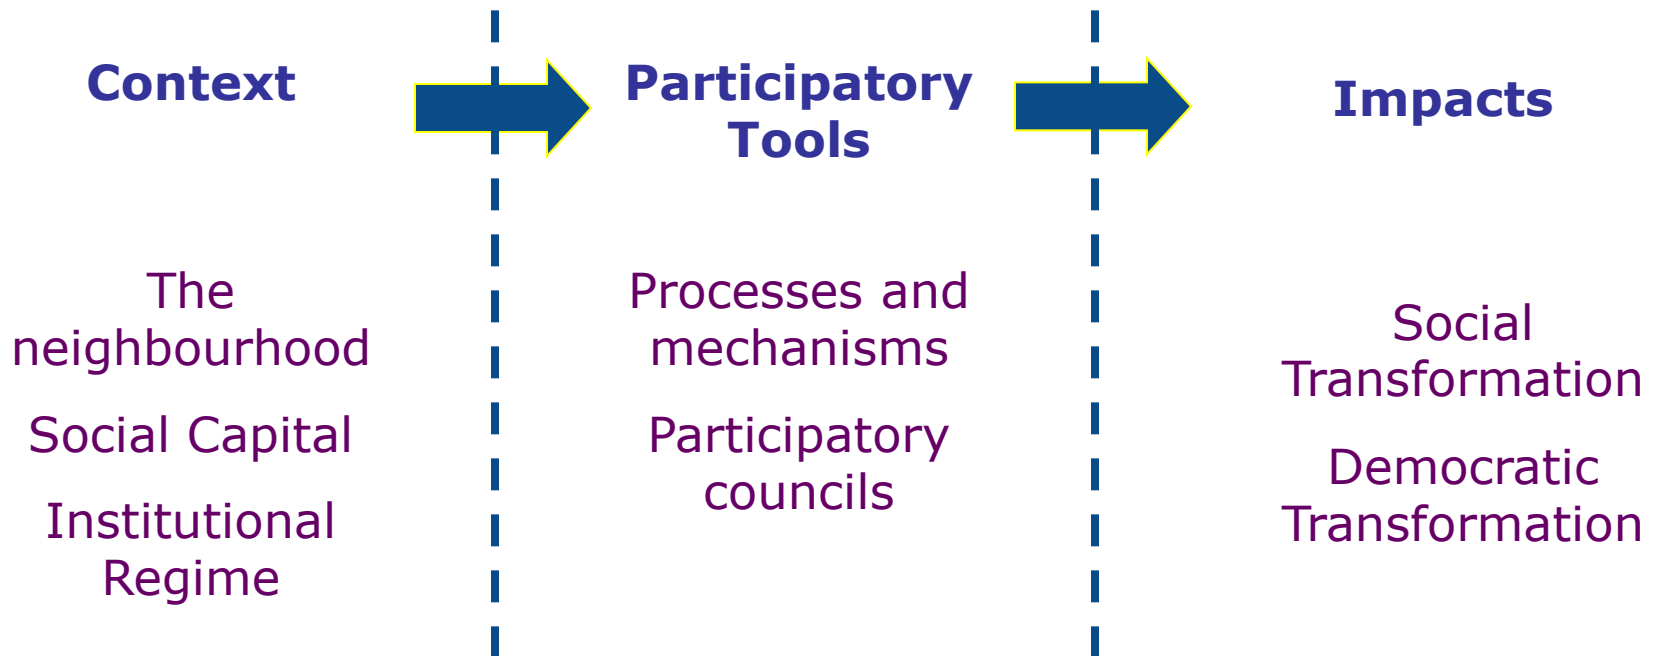 Context
The
neighbourhood
Social Capital
Institutional
Regime
Participatory
Tools
Processes and
mechanisms
Participatory
councils
Impacts
Social
Transformation
Democratic
Transformation